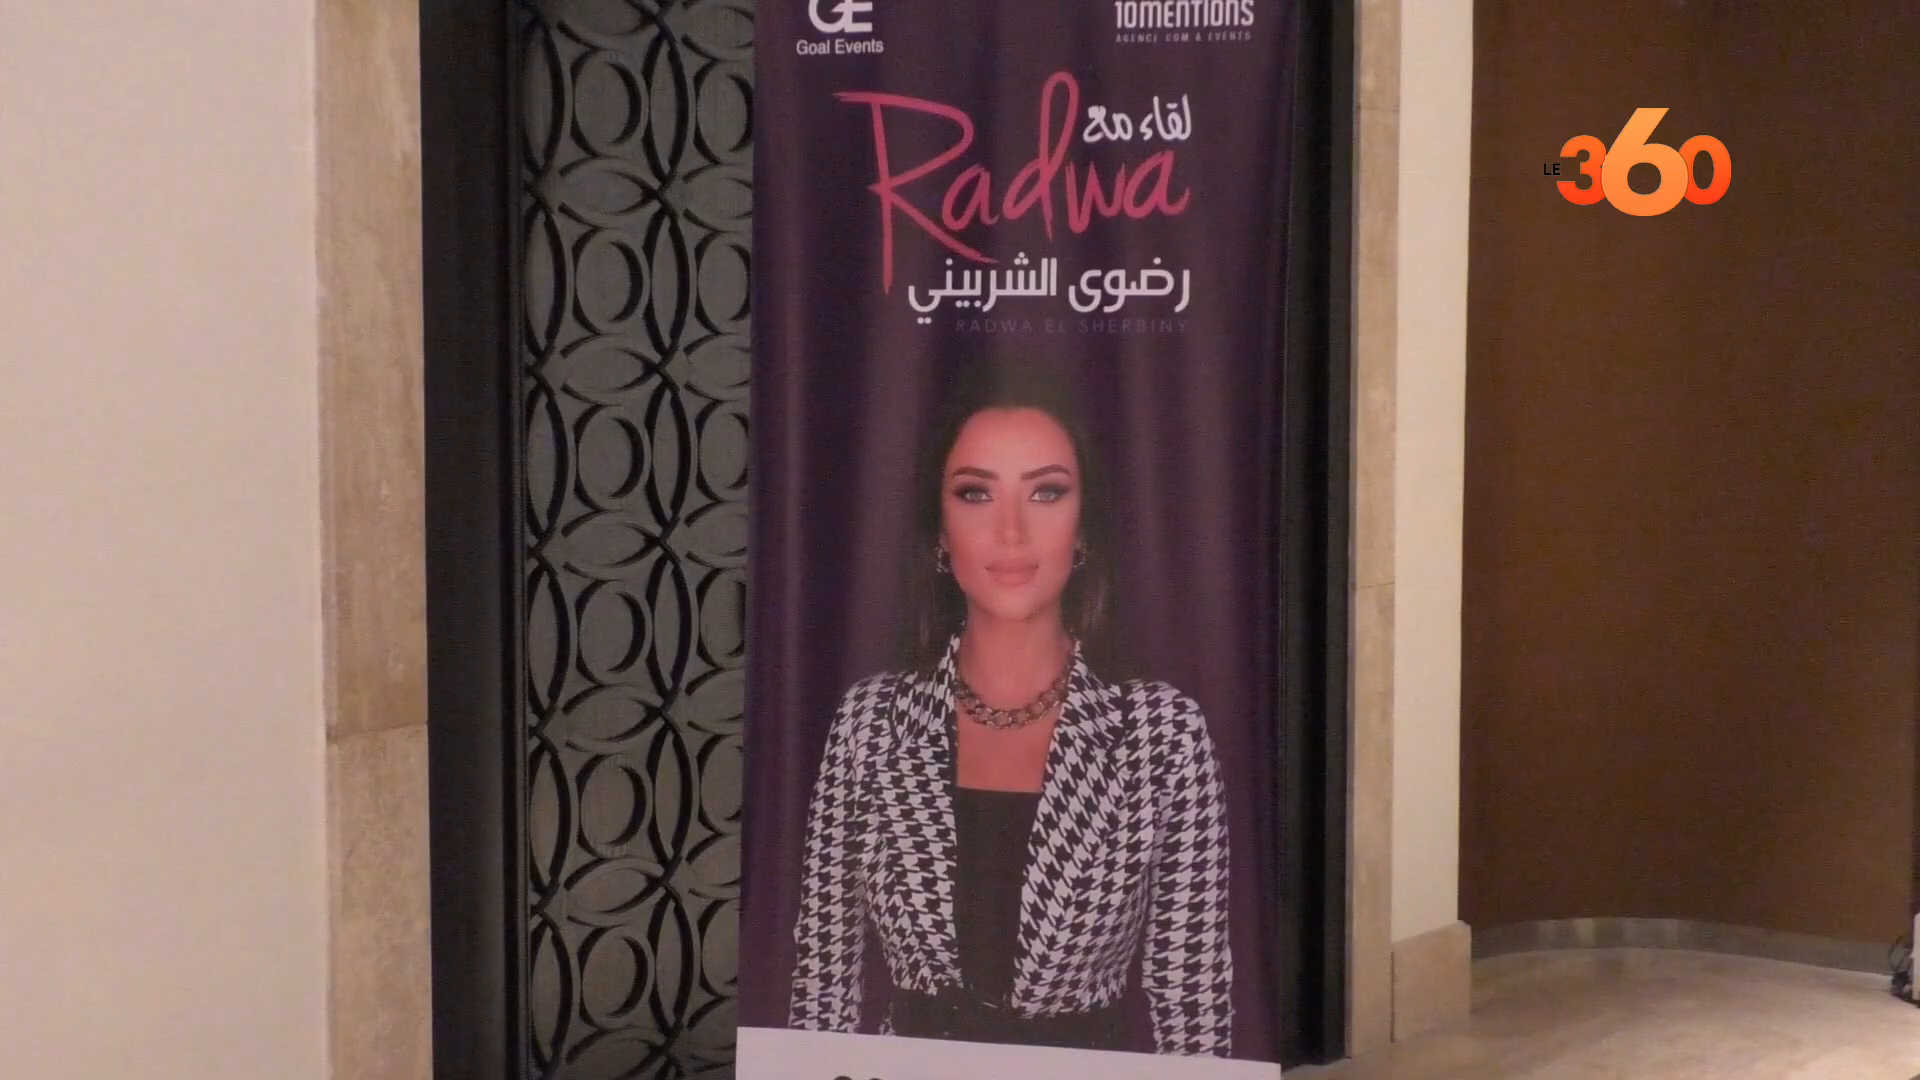 GE
Goal Events
10mentions
AGENCE COM & EVENTS
لقاء مع
Radwa
رضوى الشربيني
RADWA EL SHERBINY
LE 360